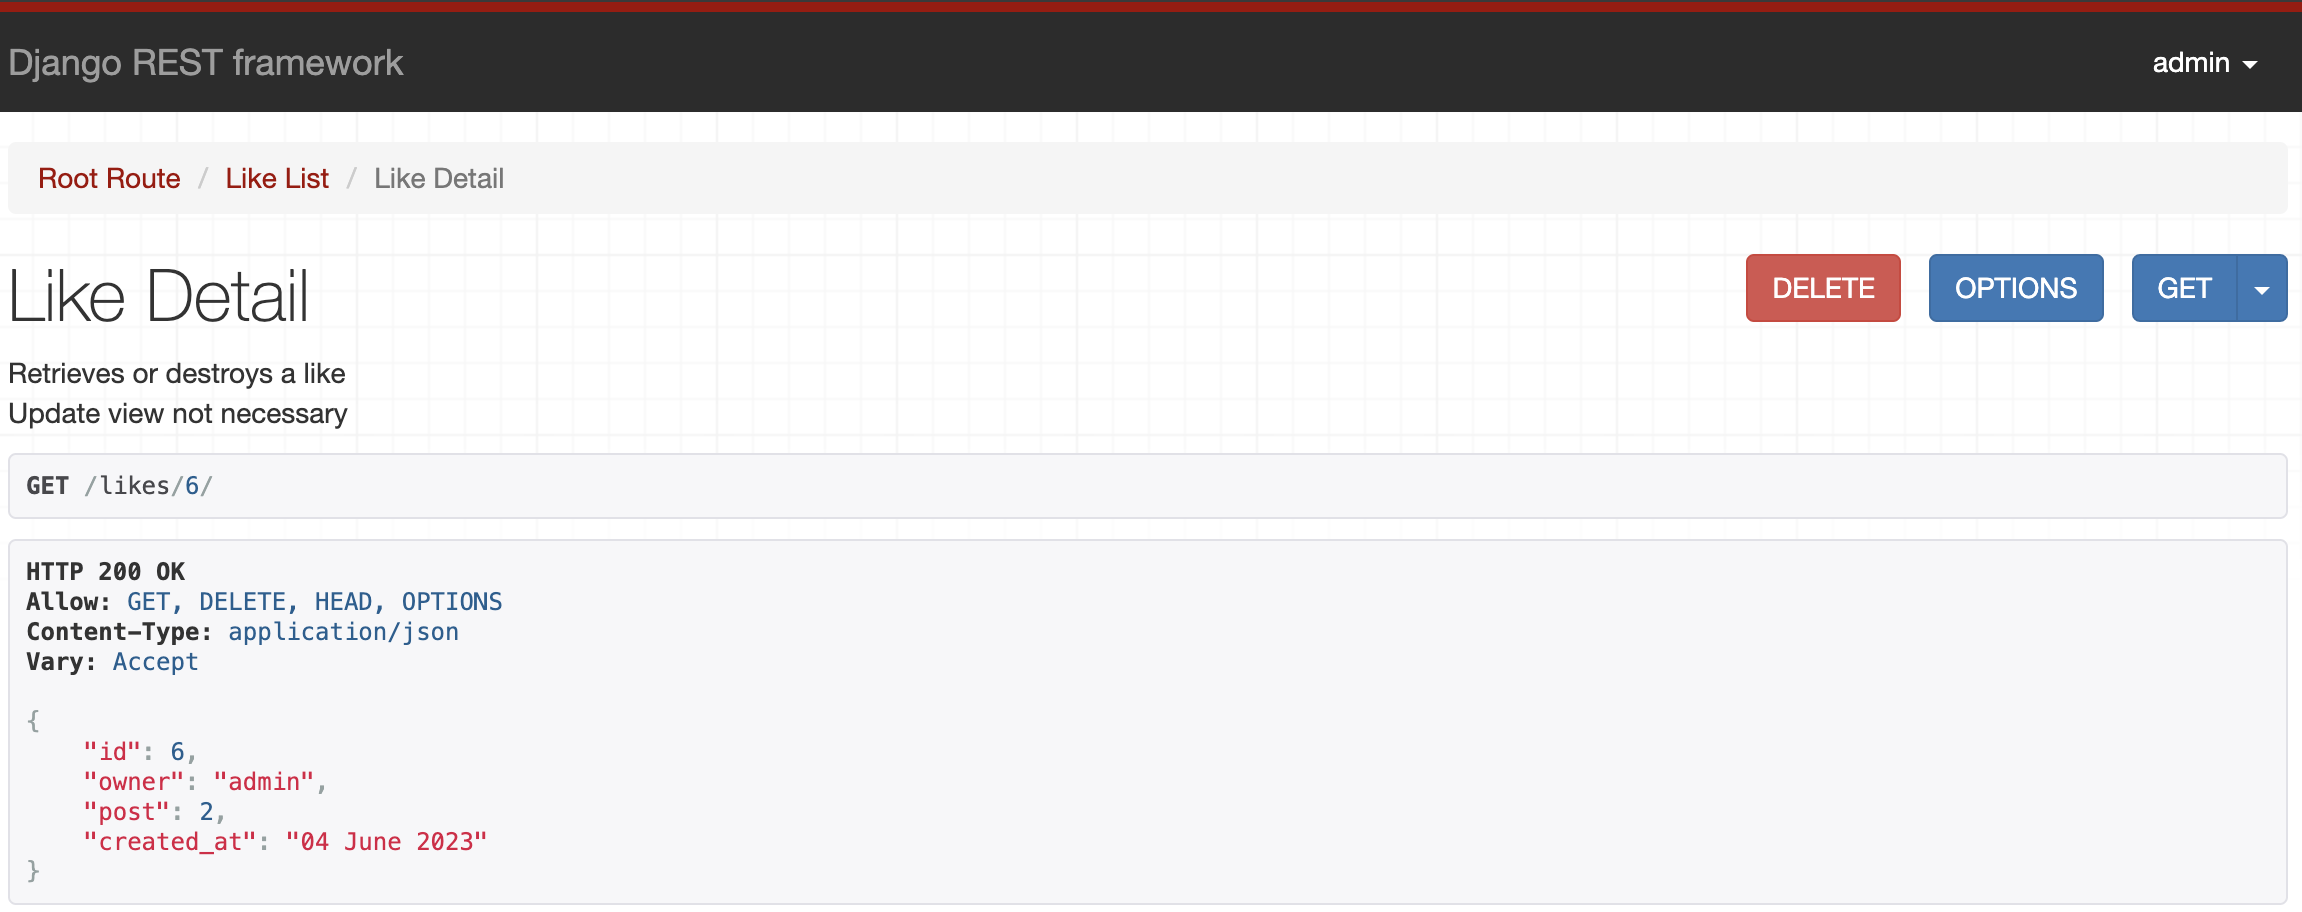 Django REST framework
admin
Root Route / Like List / Like Detail
Like Detail
DELETE
OPTIONS
GET
Retrieves or destroys a like
Update view not necessary
GET /likes/6/
HTTP 200 OK
Allow: GET, DELETE, HEAD, OPTIONS
Content-Type: application/json
Vary: Accept
{
    "id": 6,
    "owner": "admin",
    "post": 2,
    "created_at": "04 June 2023"
}